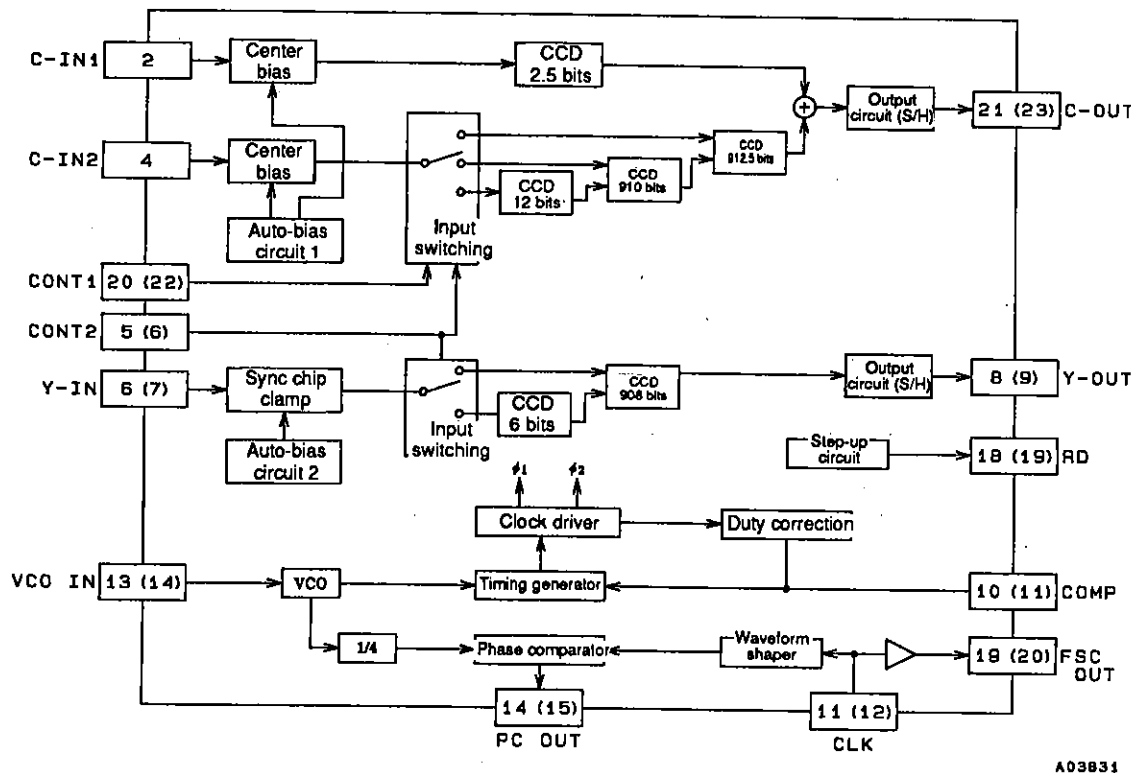 C-IN1
2
Center
bias
CCD
2.5 bits
Output
circuit (S/H)
21 (23)
C-OUT
C-IN2
4
Center
bias
CCD
12 bits
CCD
910 bits
CCD
912.5 bits
Auto-bias
circuit 1
Input
switching
CONT1
20 (22)
CONT2
5 (6)
Y-IN
6 (7)
Sync chip
clamp
Input
switching
CCD
6 bits
CCD
908 bits
Output
circuit (S/H)
8 (9)
Y-OUT
Auto-bias
circuit 2
Step-up
circuit
18 (19)
RD
ϕ1
ϕ2
Clock driver
Duty correction
VCO IN
13 (14)
VCO
Timing generator
10 (11)
COMP
1/4
Phase comparator
Waveform
shaper
19 (20)
FSC
OUT
14 (15)
PC OUT
11 (12)
CLK
A03831